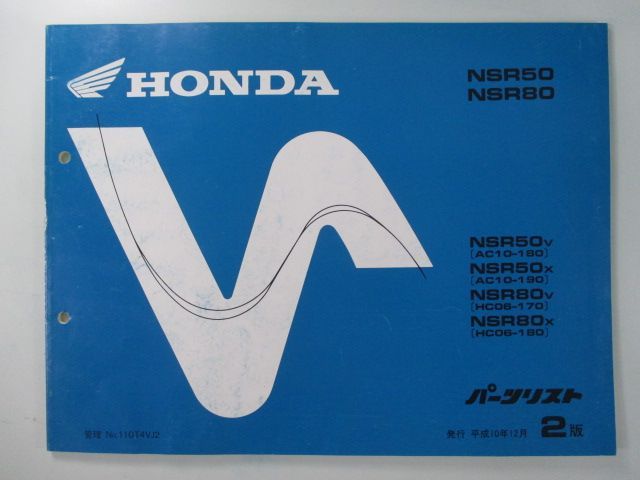 HONDA
NSR50
NSR80
NSR50V
[AC10-180]
NSR50X
[AC10-190]
NSR80V
[HC06-170]
NSR80X
[HC06-180]
パーツリスト
管理 No.110T4VJ2
発行 平成10年12月 2版